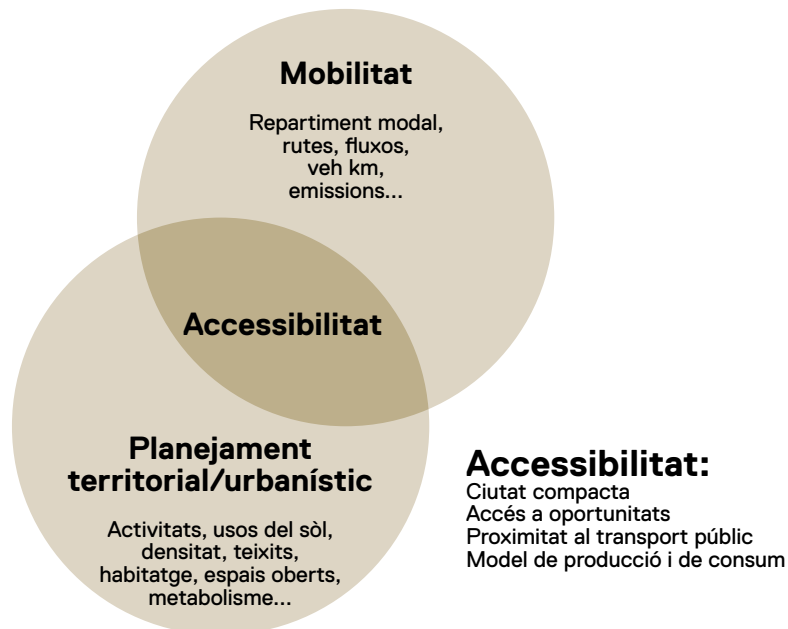 Mobilitat
Repartiment modal,
rutes, fluxos,
veh km,
emissions...
Accessibilitat
Planejament
territorial/urbanístic
Activitats, usos del sòl,
densitat, teixits,
habitatge, espais oberts,
metabolisme...
Accessibilitat:
Ciutat compacta
Accés a oportunitats
Proximitat al transport públic
Model de producció i de consum